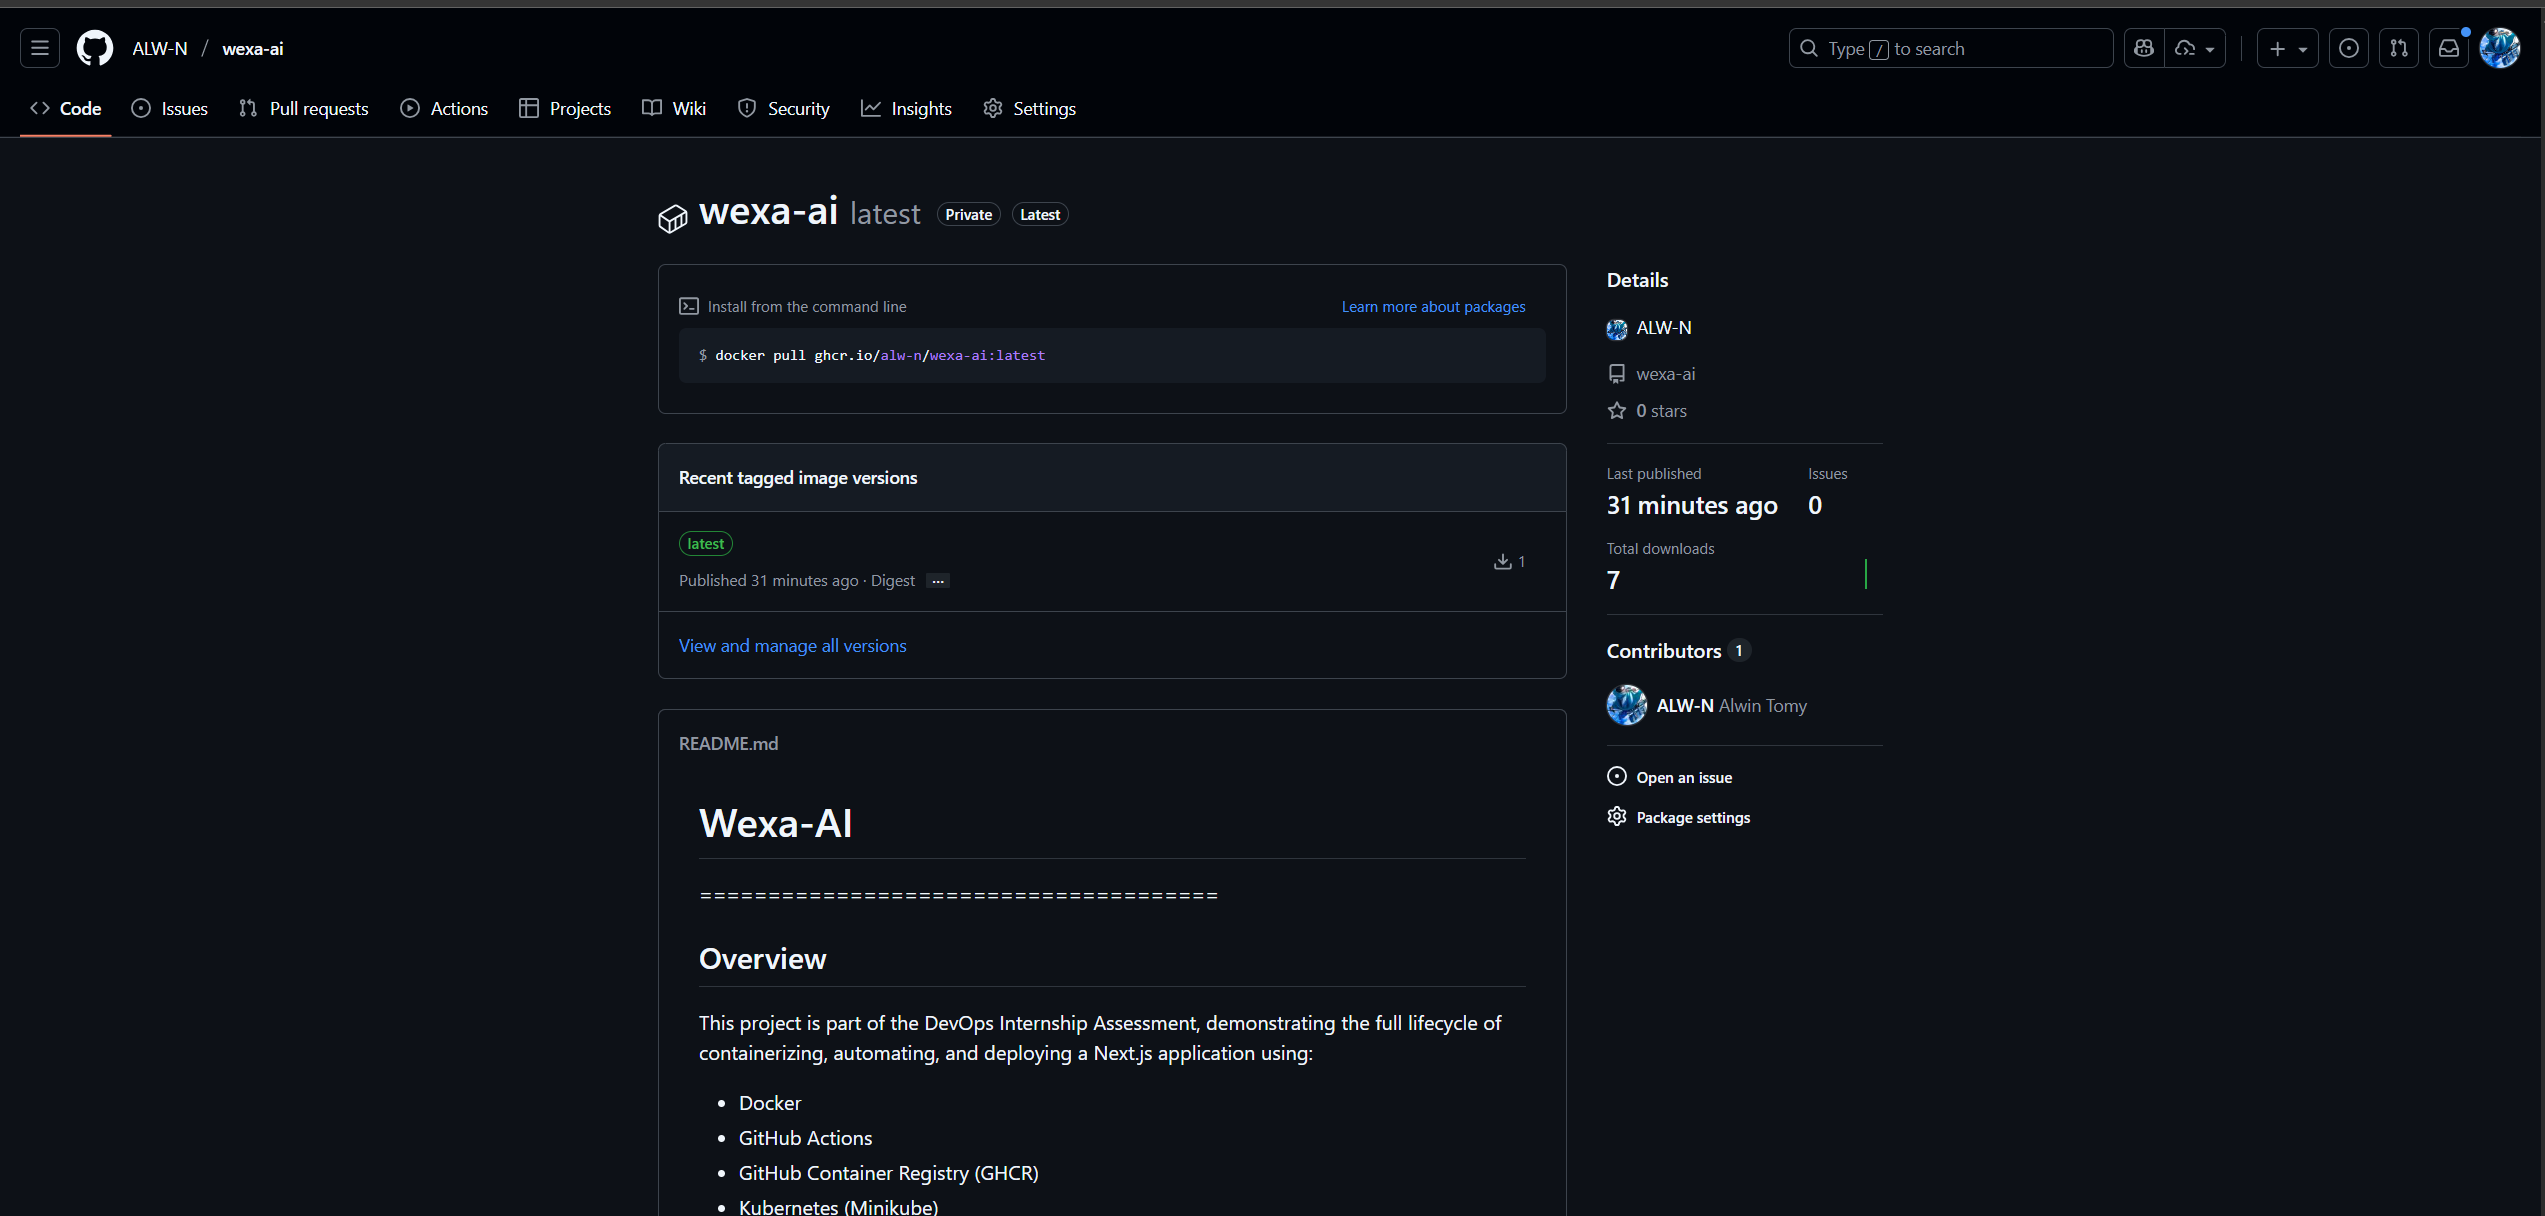 ALW-N / wexa-ai
Type / to search
Code Issues Pull requests Actions Projects Wiki Security Insights Settings
wexa-ai latest Private Latest
Install from the command line Learn more about packages
$ docker pull ghcr.io/alw-n/wexa-ai:latest
Recent tagged image versions
latest
1
Published 31 minutes ago · Digest ...
View and manage all versions
README.md
Wexa-AI
======================================
Overview
This project is part of the DevOps Internship Assessment, demonstrating the full lifecycle of
containerizing, automating, and deploying a Next.js application using:
• Docker
• GitHub Actions
• GitHub Container Registry (GHCR)
• Kubernetes (Minikube)
Details
ALW-N
wexa-ai
0 stars
Last published Issues
31 minutes ago 0
Total downloads
7
Contributors 1
ALW-N Alwin Tomy
Open an issue
Package settings